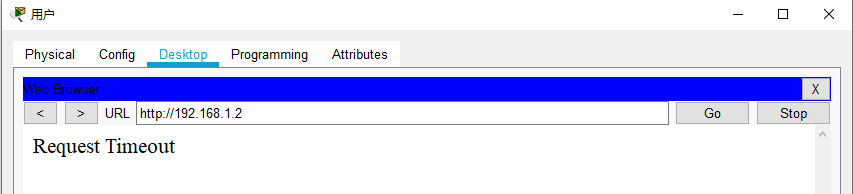 用户
Physical Config Desktop Programming Attributes
Web Browser X
< > URL http://192.168.1.2 Go Stop
Request Timeout